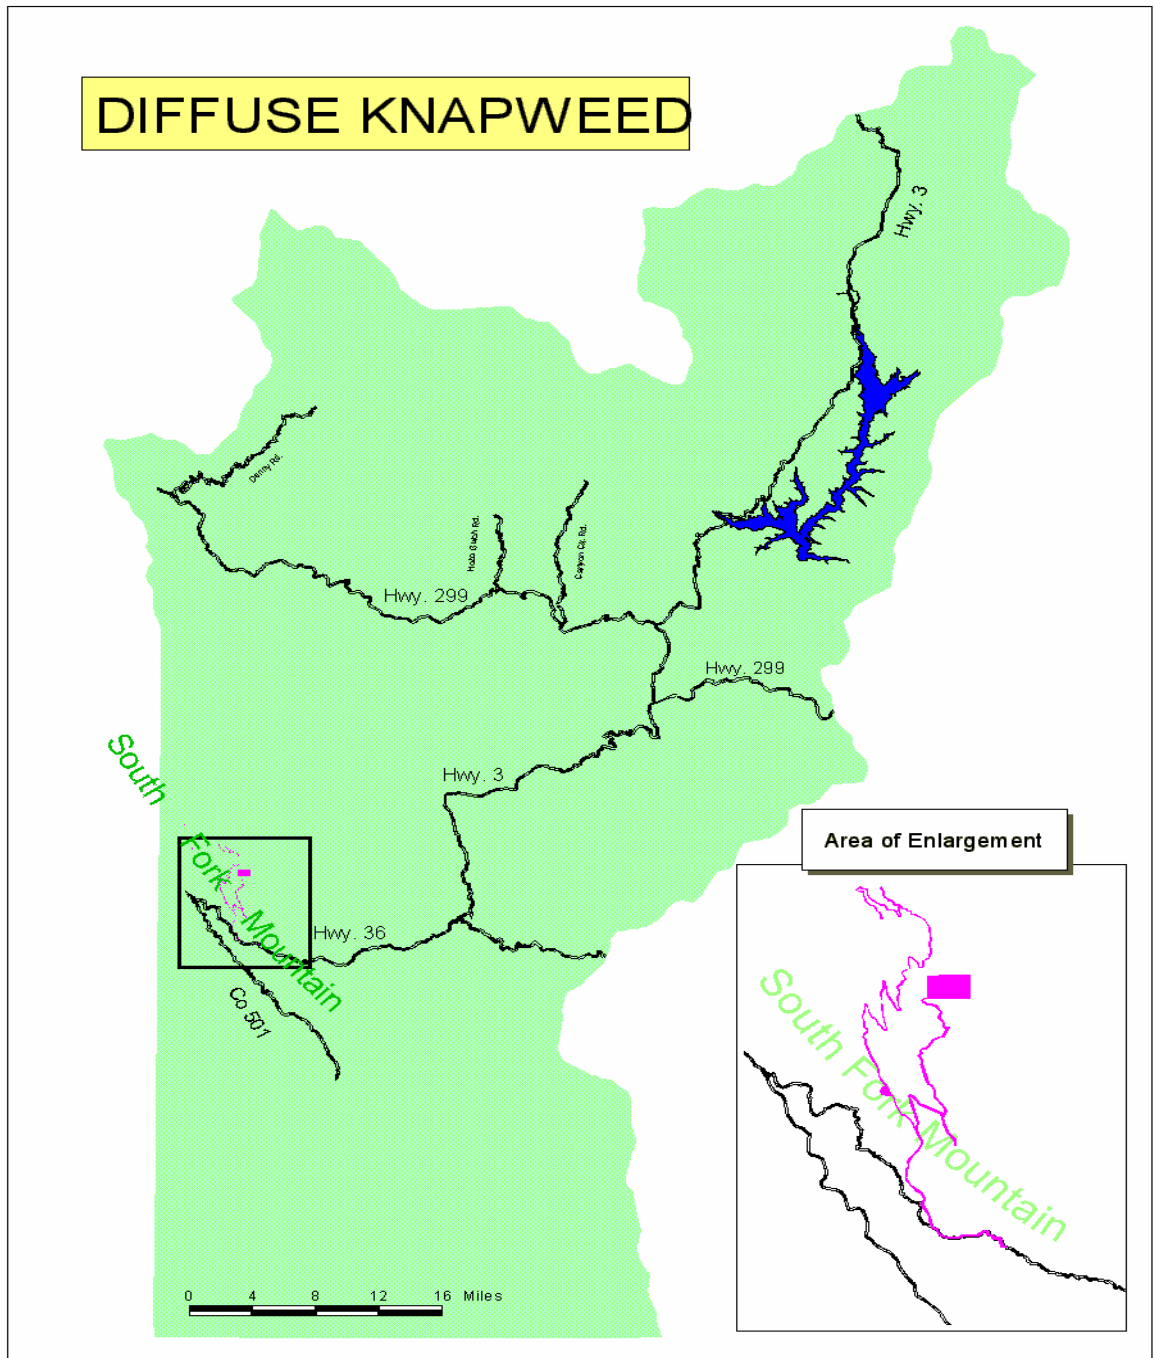 DIFFUSE KNAPWEED
Hwy. 3
Denny Rd.
Hobo Gulch Rd.
Canyon Crk. Rd.
Hwy. 299
Hwy. 299
Hwy. 3
South
Fork
Mountain
Hwy. 36
Co 501
Area of Enlargement
South Fork Mountain
0 4 8 12 16 Miles